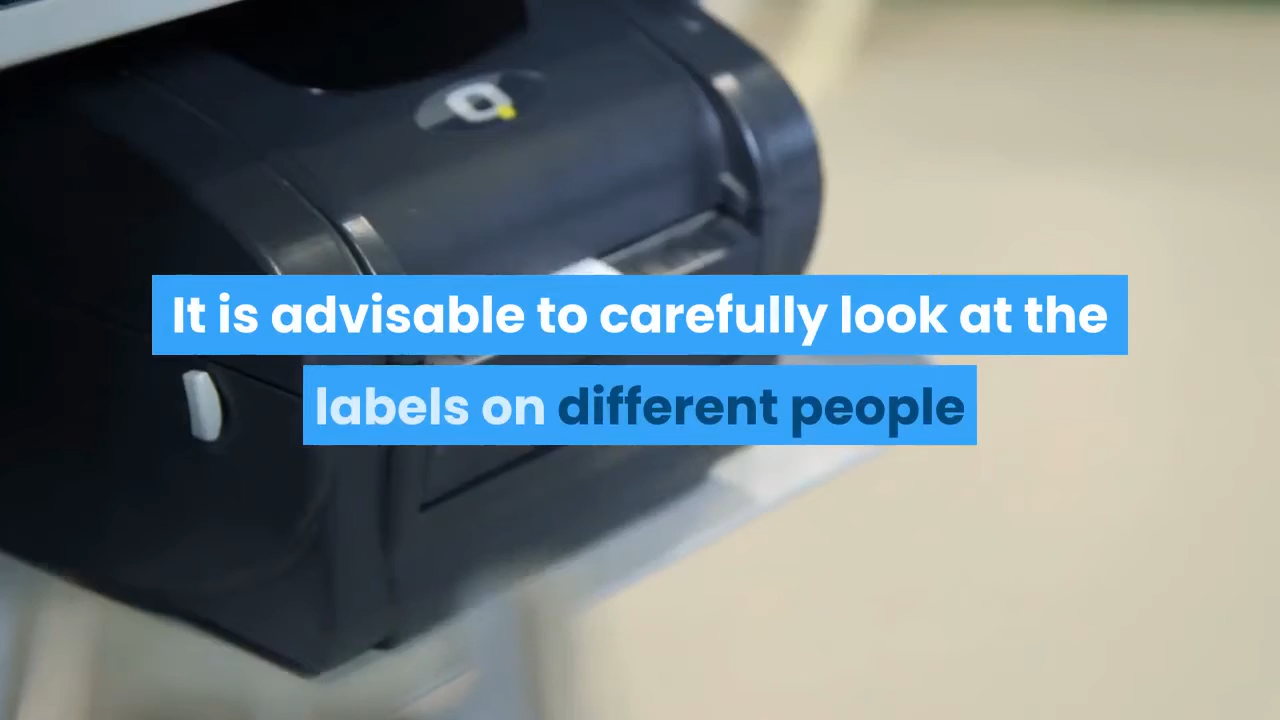 It is advisable to carefully look at the
labels on different people